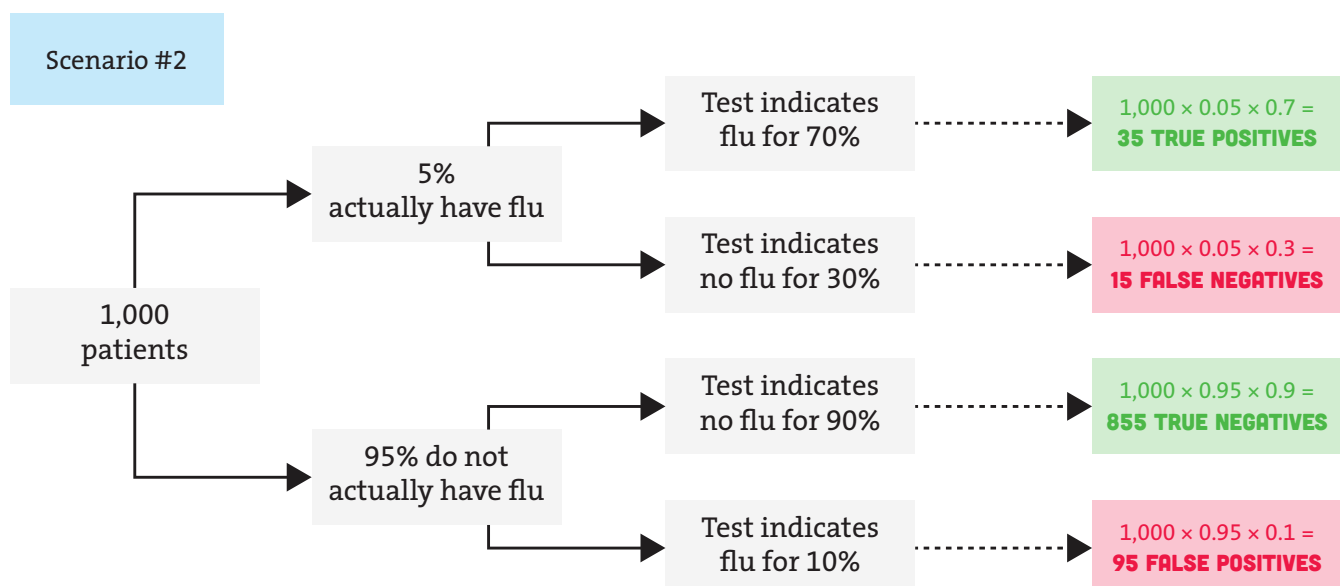 Scenario #2
1,000
patients
5%
actually have flu
95% do not
actually have flu
Test indicates
flu for 70%
Test indicates
no flu for 30%
Test indicates
no flu for 90%
Test indicates
flu for 10%
1,000 × 0.05 × 0.7 =
35 TRUE POSITIVES
1,000 × 0.05 × 0.3 =
15 FALSE NEGATIVES
1,000 × 0.95 × 0.9 =
855 TRUE NEGATIVES
1,000 × 0.95 × 0.1 =
95 FALSE POSITIVES